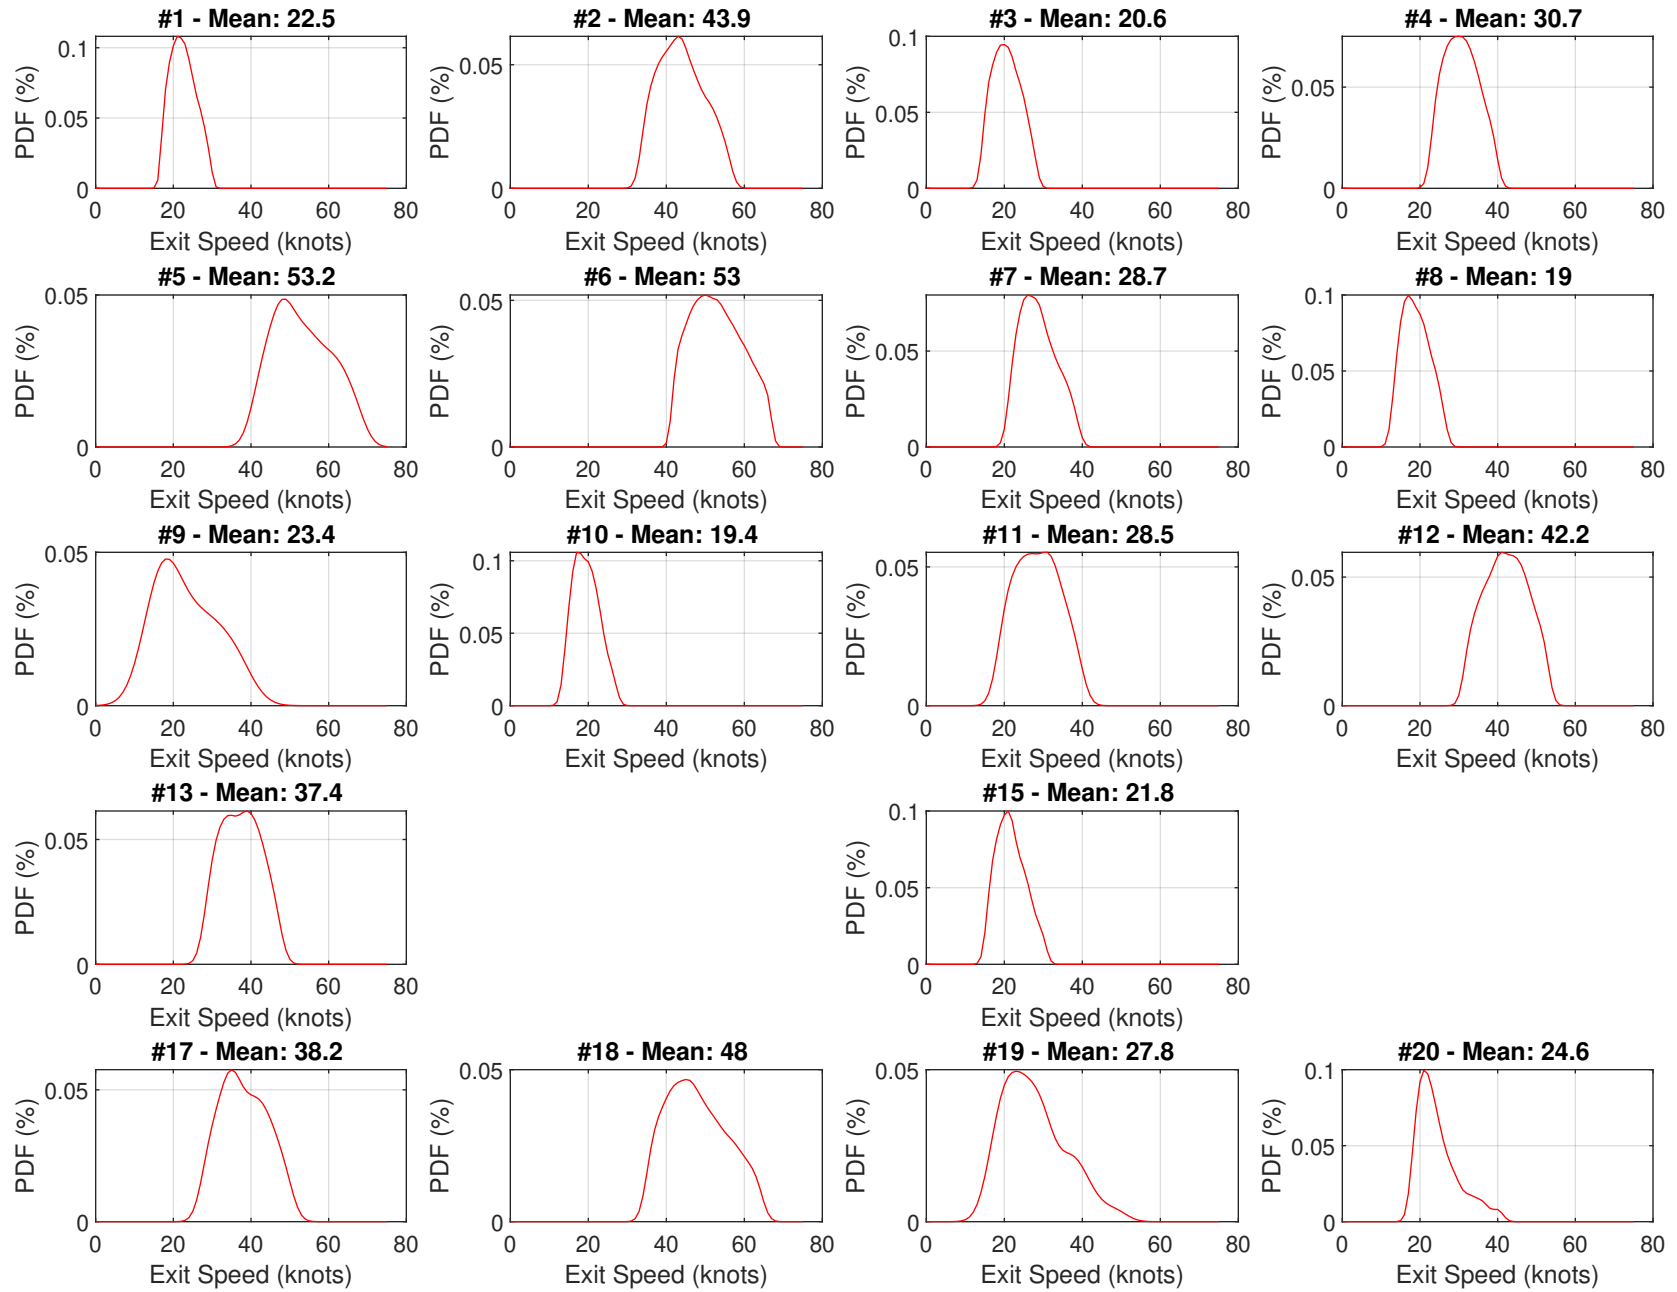 #1 - Mean: 22.5
PDF (%)
0.1
0.05
0
0 20 40 60 80
Exit Speed (knots)
#2 - Mean: 43.9
PDF (%)
0.05
0
0 20 40 60 80
Exit Speed (knots)
#3 - Mean: 20.6
PDF (%)
0.1
0.05
0
0 20 40 60 80
Exit Speed (knots)
#4 - Mean: 30.7
PDF (%)
0.05
0
0 20 40 60 80
Exit Speed (knots)
#5 - Mean: 53.2
PDF (%)
0.05
0
0 20 40 60 80
Exit Speed (knots)
#6 - Mean: 53
PDF (%)
0.05
0
0 20 40 60 80
Exit Speed (knots)
#7 - Mean: 28.7
PDF (%)
0.05
0
0 20 40 60 80
Exit Speed (knots)
#8 - Mean: 19
PDF (%)
0.1
0.05
0
0 20 40 60 80
Exit Speed (knots)
#9 - Mean: 23.4
PDF (%)
0.05
0
0 20 40 60 80
Exit Speed (knots)
#10 - Mean: 19.4
PDF (%)
0.1
0.05
0
0 20 40 60 80
Exit Speed (knots)
#11 - Mean: 28.5
PDF (%)
0.05
0
0 20 40 60 80
Exit Speed (knots)
#12 - Mean: 42.2
PDF (%)
0.05
0
0 20 40 60 80
Exit Speed (knots)
#13 - Mean: 37.4
PDF (%)
0.05
0
0 20 40 60 80
Exit Speed (knots)
#15 - Mean: 21.8
PDF (%)
0.1
0.05
0
0 20 40 60 80
Exit Speed (knots)
#17 - Mean: 38.2
PDF (%)
0.05
0
0 20 40 60 80
Exit Speed (knots)
#18 - Mean: 48
PDF (%)
0.05
0
0 20 40 60 80
Exit Speed (knots)
#19 - Mean: 27.8
PDF (%)
0.05
0
0 20 40 60 80
Exit Speed (knots)
#20 - Mean: 24.6
PDF (%)
0.1
0.05
0
0 20 40 60 80
Exit Speed (knots)